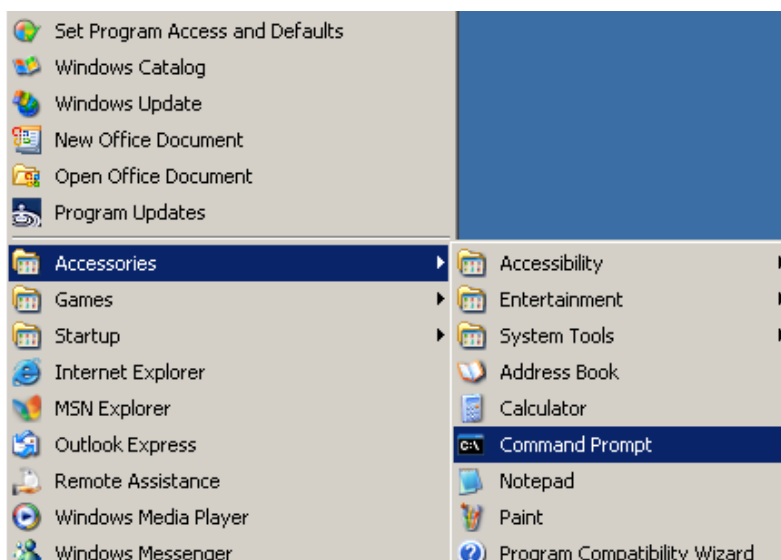 Set Program Access and Defaults
Windows Catalog
Windows Update
New Office Document
Open Office Document
Program Updates
Accessories
Games
Startup
Internet Explorer
MSN Explorer
Outlook Express
Remote Assistance
Windows Media Player
Windows Messenger
Accessibility
Entertainment
System Tools
Address Book
Calculator
C:\
Command Prompt
Notepad
Paint
Program Compatibility Wizard